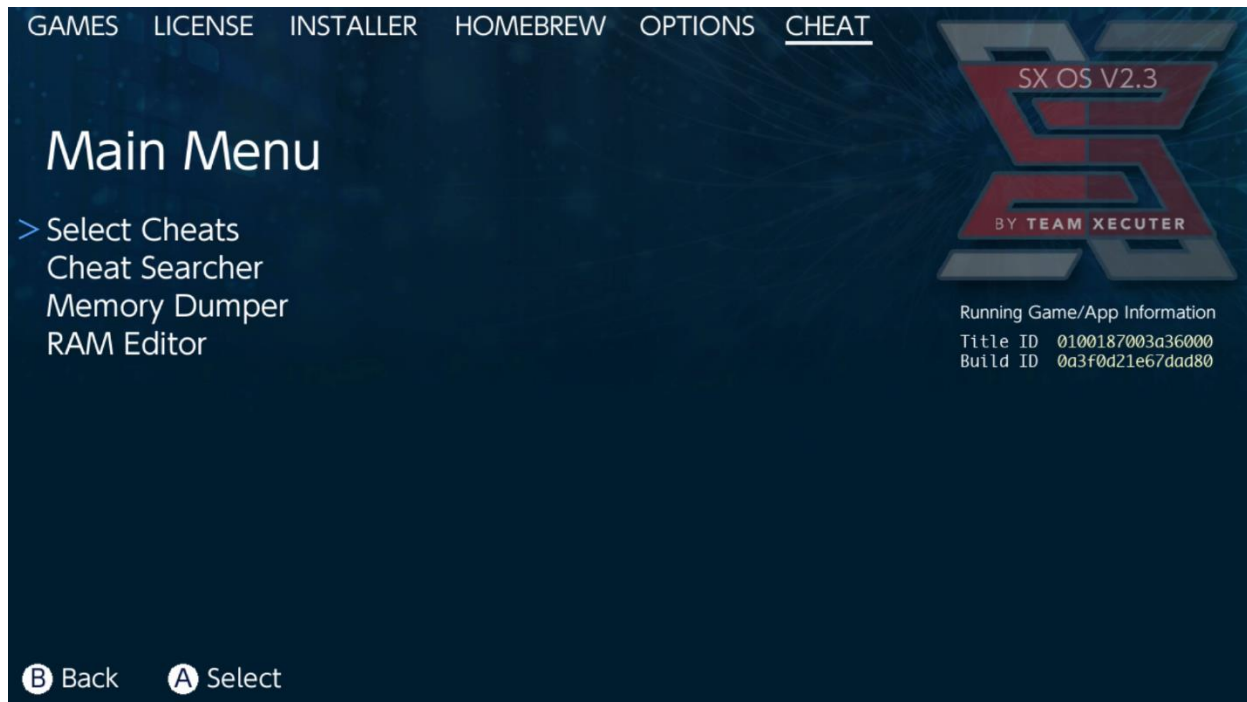 GAMES LICENSE INSTALLER HOMEBREW OPTIONS CHEAT
SX OS V2.3
BY TEAM XECUTER
Main Menu
> Select Cheats
Cheat Searcher
Memory Dumper
RAM Editor
Running Game/App Information
Title ID 0100187003a36000
Build ID 0a3f0d21e67dad80
B Back A Select